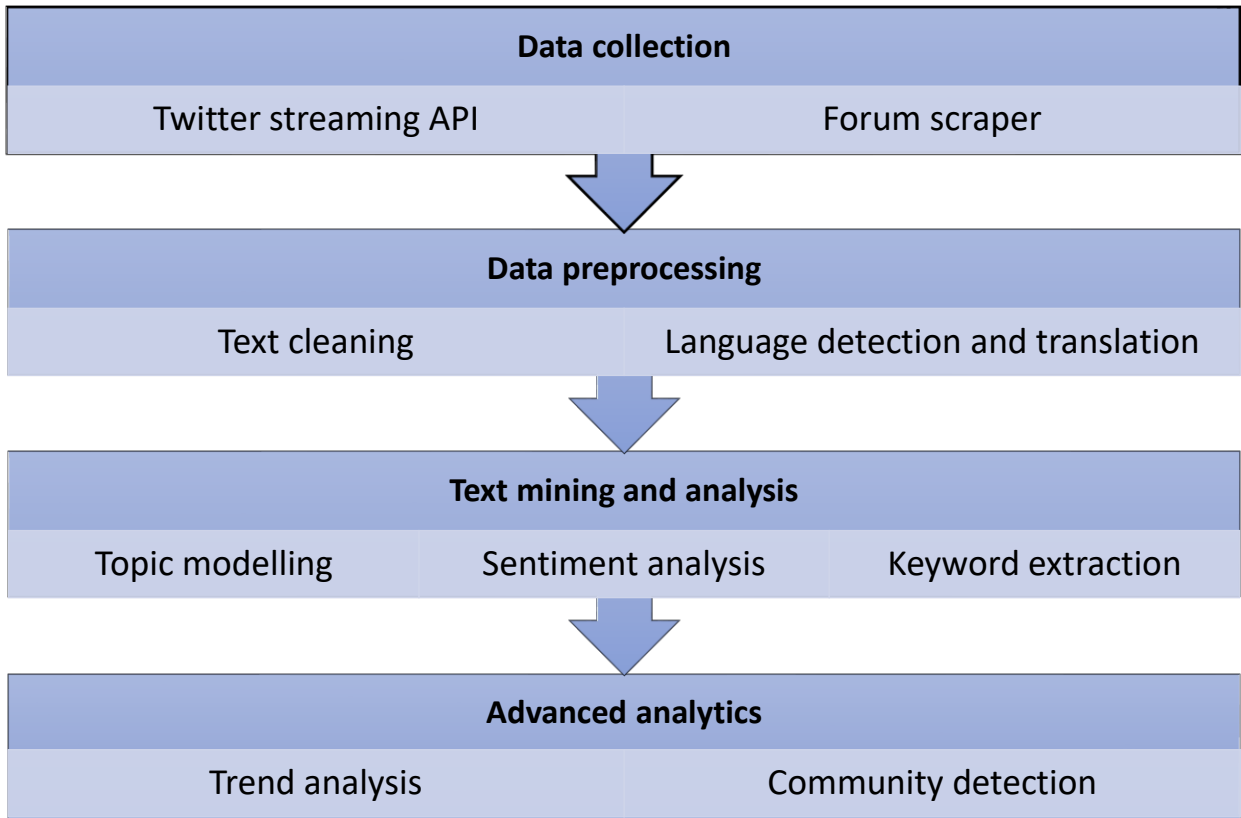 Data collection
Twitter streaming API
Forum scraper
Data preprocessing
Text cleaning
Language detection and translation
Text mining and analysis
Topic modelling
Sentiment analysis
Keyword extraction
Advanced analytics
Trend analysis
Community detection